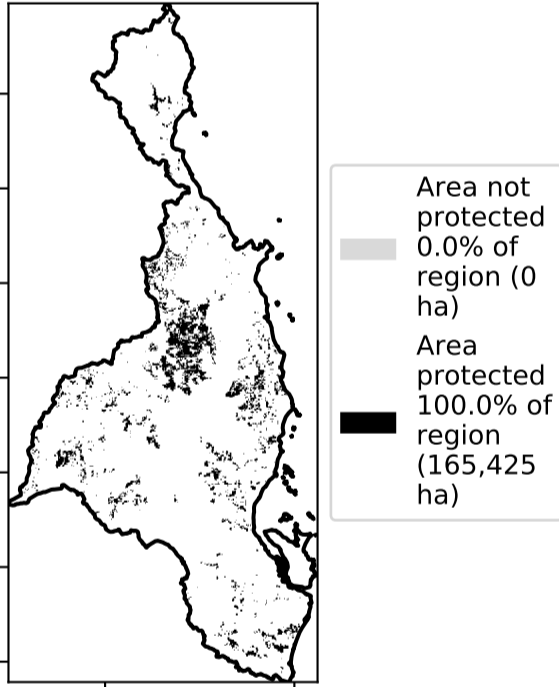 Area not
protected
0.0% of
region (0
ha)
Area
protected
100.0% of
region
(165,425
ha)